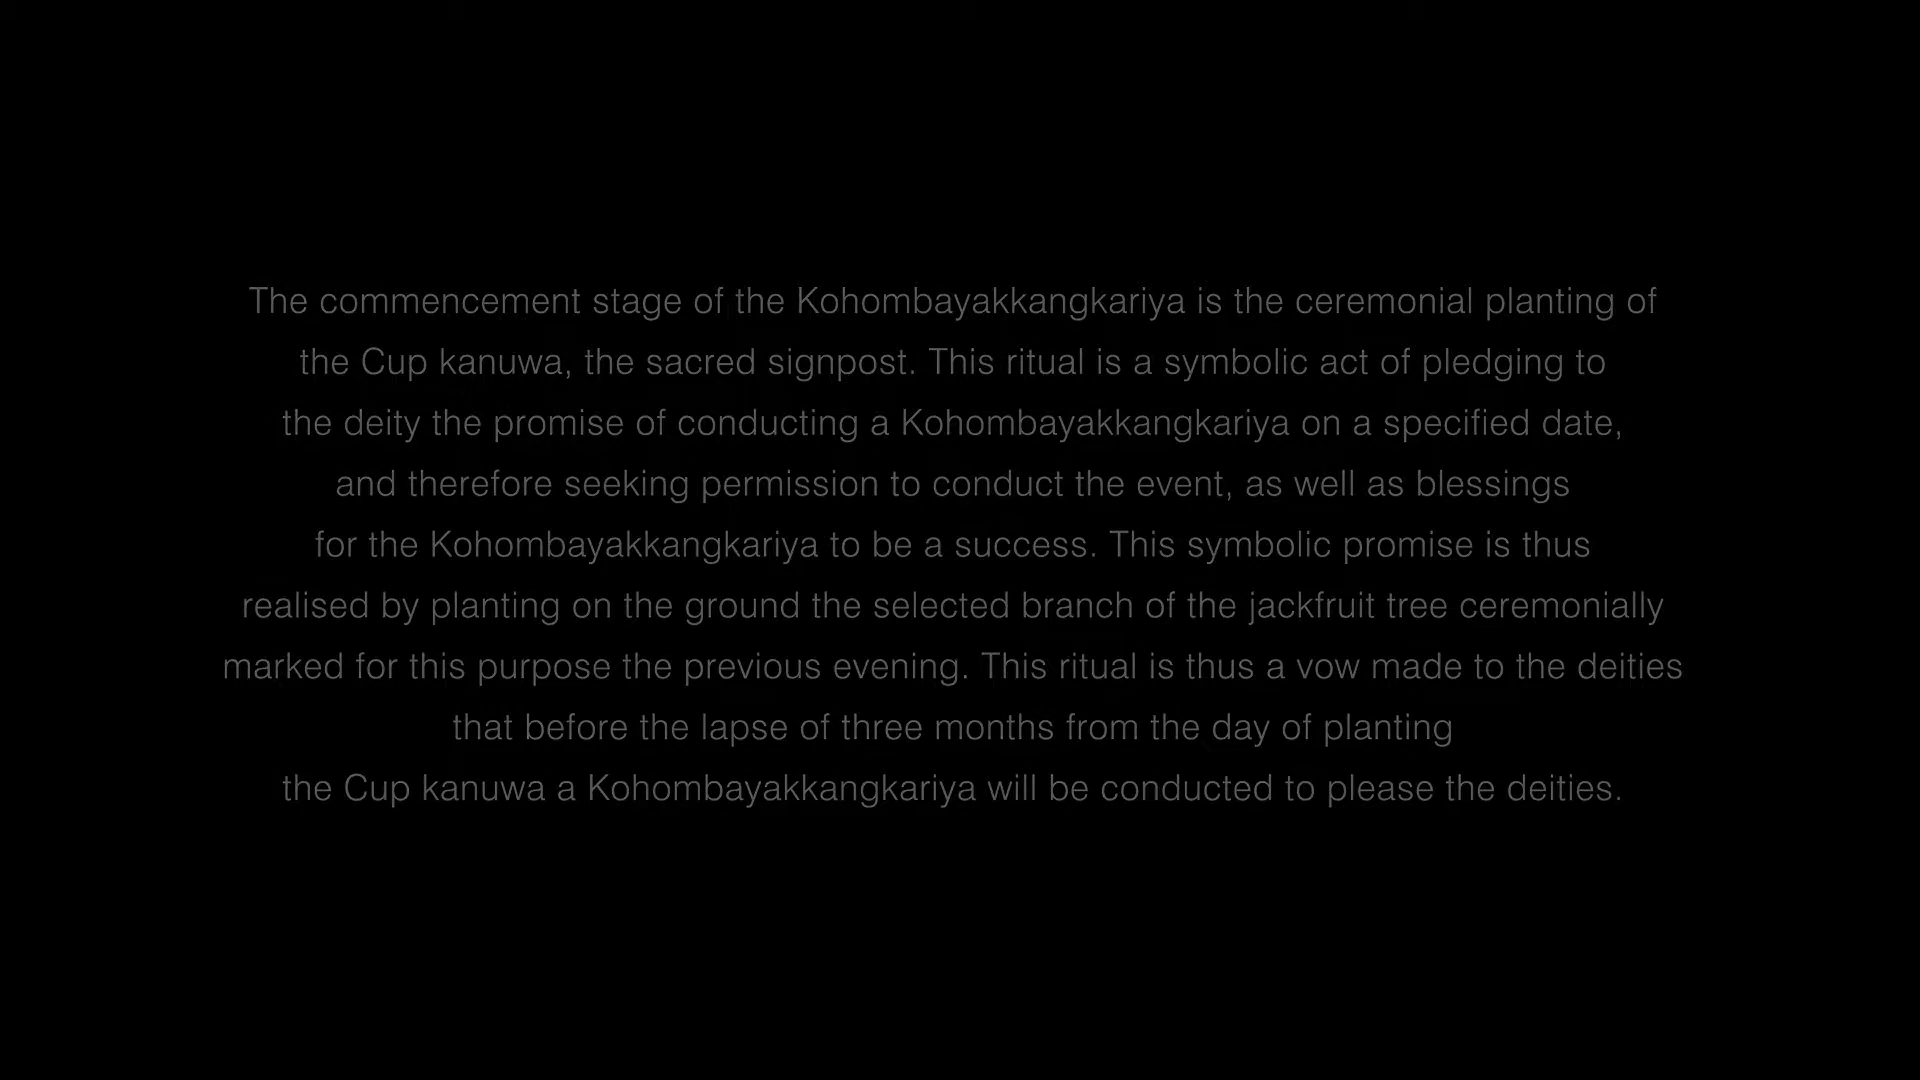 The commencement stage of the Kohombayakkangkariya is the ceremonial planting of
the Cup kanuwa, the sacred signpost. This ritual is a symbolic act of pledging to
the deity the promise of conducting a Kohombayakkangkariya on a specified date,
and therefore seeking permission to conduct the event, as well as blessings
for the Kohombayakkangkariya to be a success. This symbolic promise is thus
realised by planting on the ground the selected branch of the jackfruit tree ceremonially
marked for this purpose the previous evening. This ritual is thus a vow made to the deities
that before the lapse of three months from the day of planting
the Cup kanuwa a Kohombayakkangkariya will be conducted to please the deities.